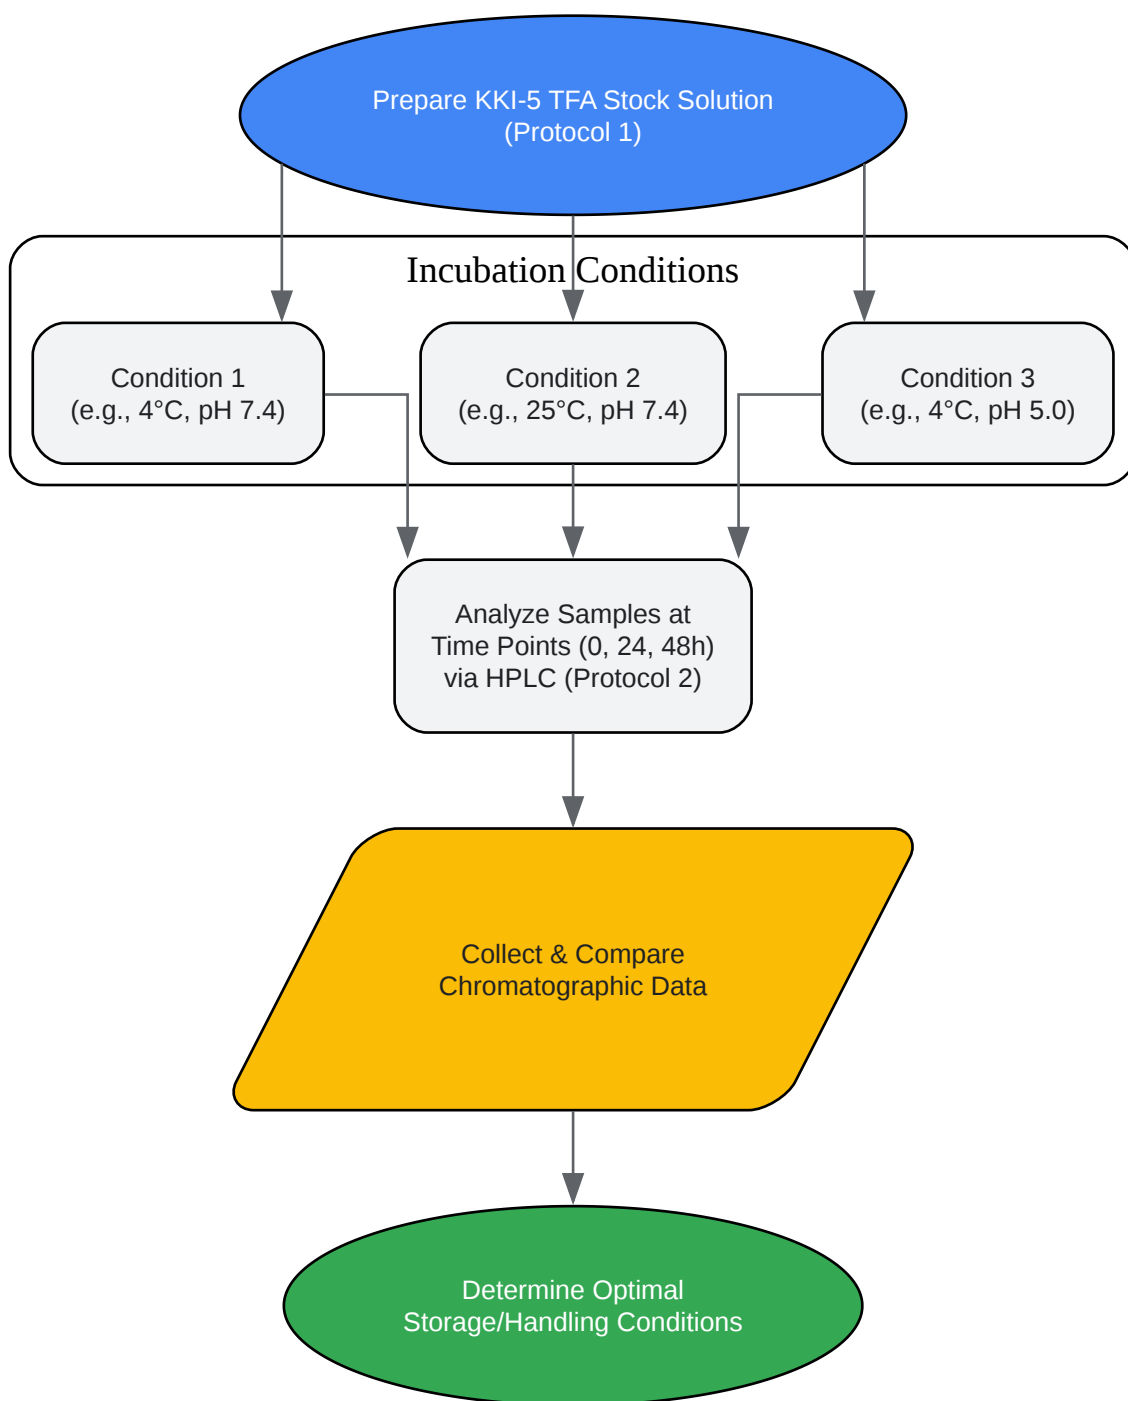 Prepare KKI-5 TFA Stock Solution
(Protocol 1)
Incubation Conditions
Condition 1
(e.g., 4°C, pH 7.4)
Condition 2
(e.g., 25°C, pH 7.4)
Condition 3
(e.g., 4°C, pH 5.0)
Analyze Samples at
Time Points (0, 24, 48h)
via HPLC (Protocol 2)
Collect & Compare
Chromatographic Data
Determine Optimal
Storage/Handling Conditions